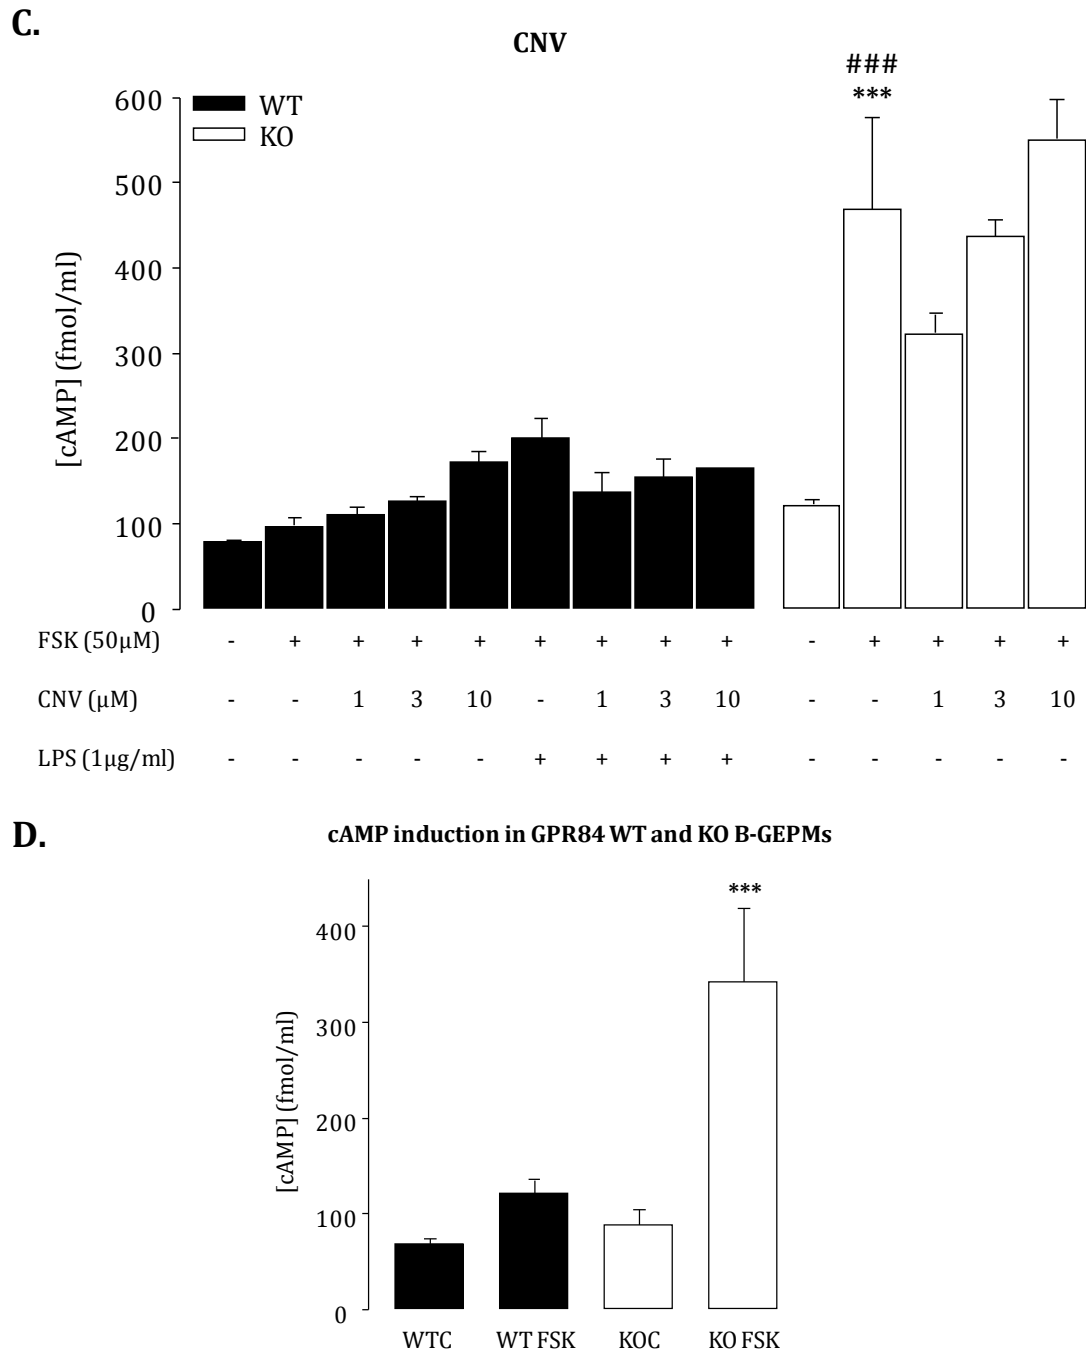 C.
CNV
###
***
600
500
400
300
200
100
0
[cAMP] (fmol/ml)
WT
KO
FSK (50µM) - + + + + + + + + - + + + +
CNV (µM) - - 1 3 10 - 1 3 10 - - 1 3 10
LPS (1µg/ml) - - - - - + + + + - - - - -
D.
cAMP induction in GPR84 WT and KO B-GEPMs
***
400
300
200
100
0
[cAMP] (fmol/ml)
WTC WT FSK KOC KO FSK